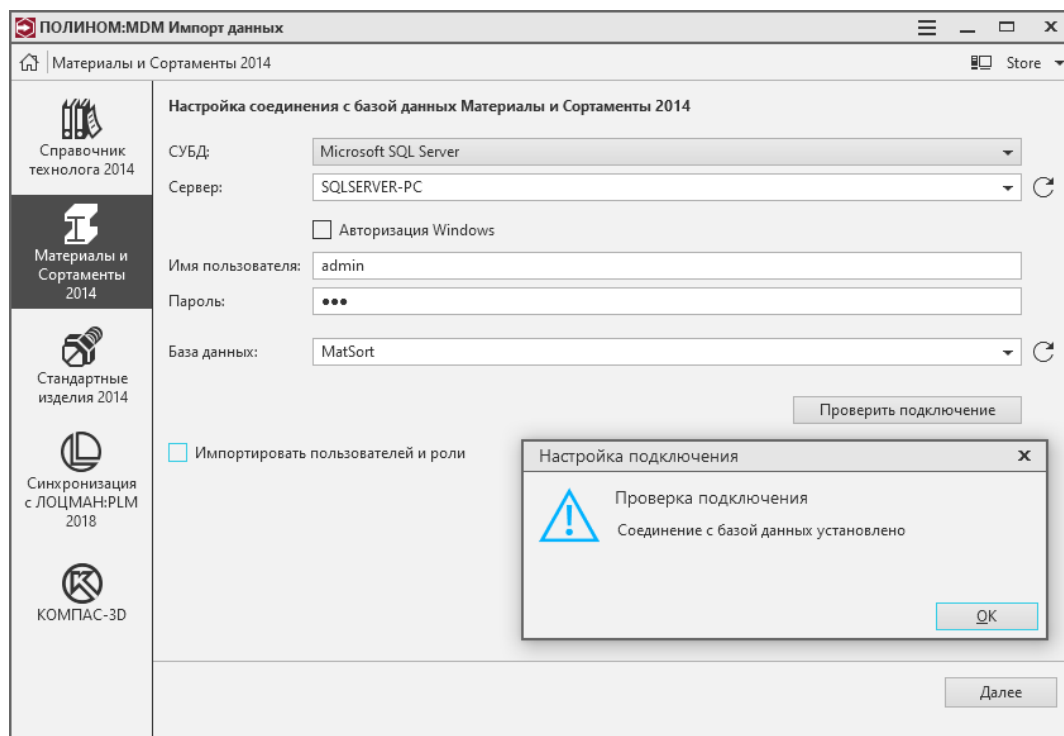 ПОЛИНОМ:MDM Импорт данных
Материалы и Сортаменты 2014
Store
Справочник
технолога 2014
Материалы и
Сортаменты
2014
Стандартные
изделия 2014
Синхронизация
с ЛОЦМАН:PLM
2018
КОМПАС-3D
Настройка соединения с базой данных Материалы и Сортаменты 2014
СУБД: Microsoft SQL Server
Сервер: SQLSERVER-PC
Авторизация Windows
Имя пользователя: admin
Пароль: ●●●
База данных: MatSort
Проверить подключение
Импортировать пользователей и роли
Настройка подключения
Проверка подключения
Соединение с базой данных установлено
OK
Далее